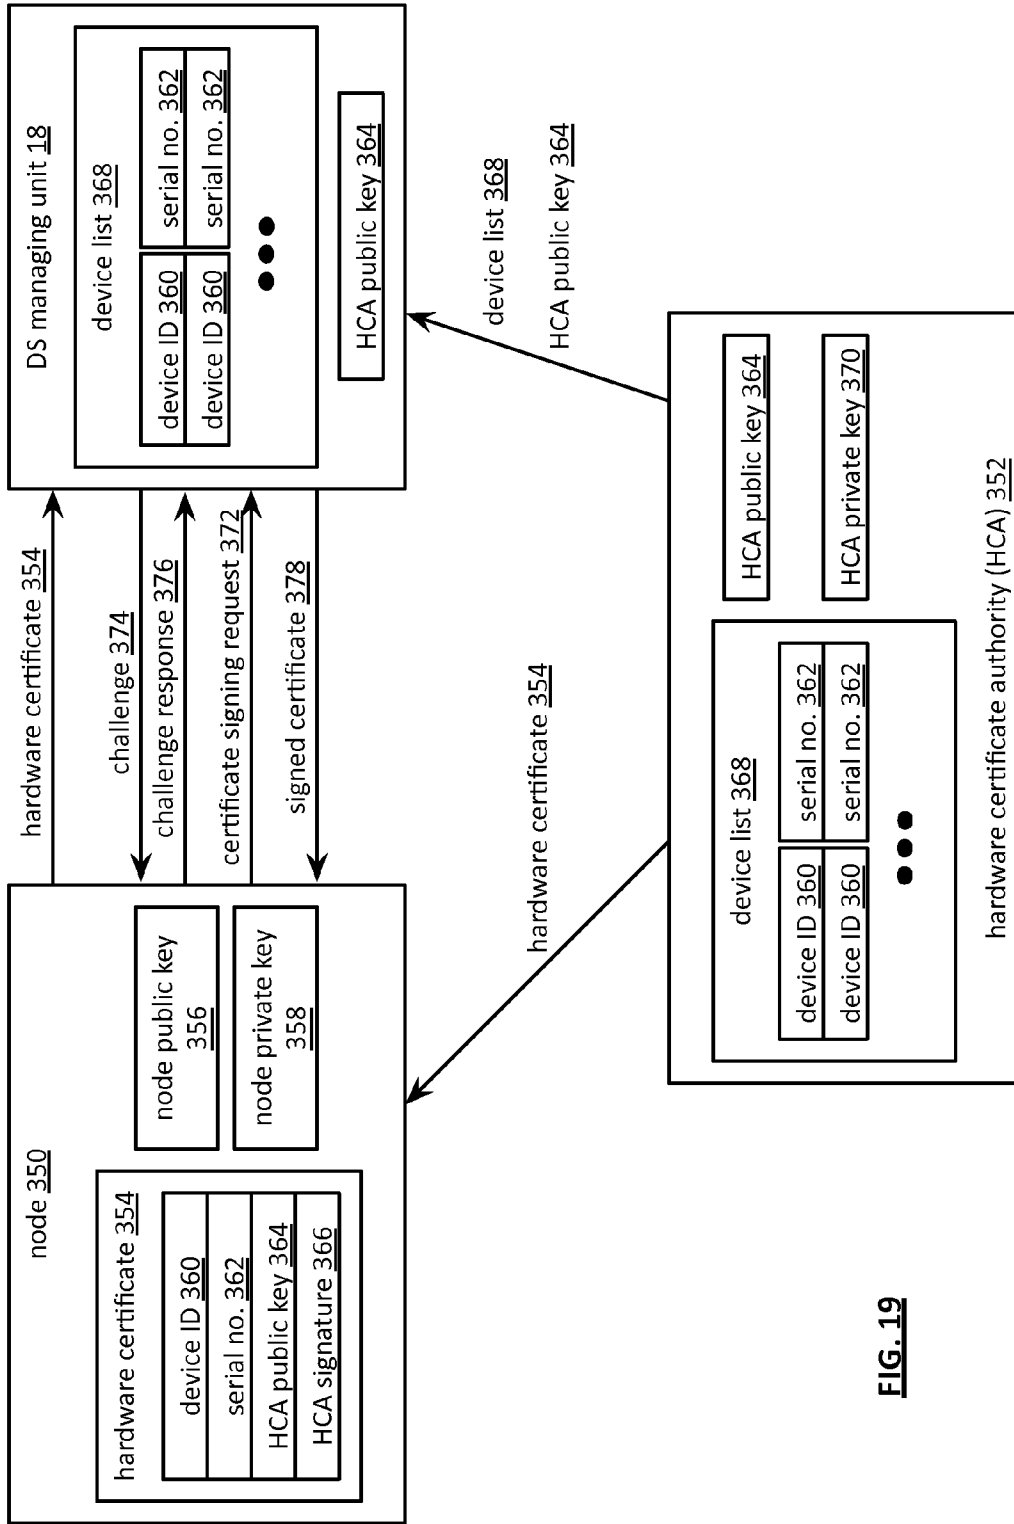 node 350
hardware certificate 354
device ID 360
serial no. 362
HCA public key 364
HCA signature 366
node public key
356
node private key
358
hardware certificate 354
challenge 374
challenge response 376
certificate signing request 372
signed certificate 378
DS managing unit 18
device list 368
device ID 360
serial no. 362
device ID 360
serial no. 362
HCA public key 364
hardware certificate 354
device list 368
HCA public key 364
device list 368
device ID 360
serial no. 362
device ID 360
serial no. 362
HCA public key 364
HCA private key 370
hardware certificate authority (HCA) 352
FIG. 19